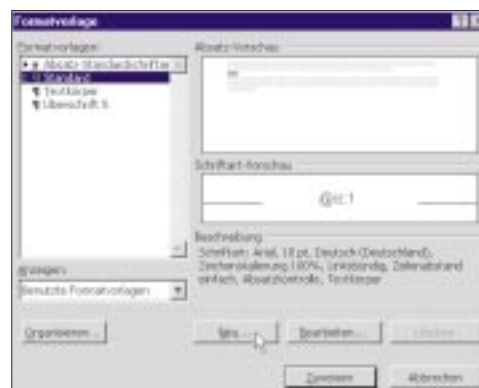 Formatvorlage
Formatvorlagen:
Absatz-Standardschriftar
Standard
Textkörper
Überschrift 5
Anzeigen:
Benutzte Formatvorlagen
Absatz-Vorschau
Schriftart-Vorschau
Beschreibung
Schriftart: Arial, 10 pt, Deutsch (Deutschland),
Zeichenskalierung 100%, Linksbündig, Zeilenabstand
einfach, Absatzkontrolle, Textkörper
Organisieren...
Neu...
Bearbeiten...
Löschen
Zuweisen
Abbrechen